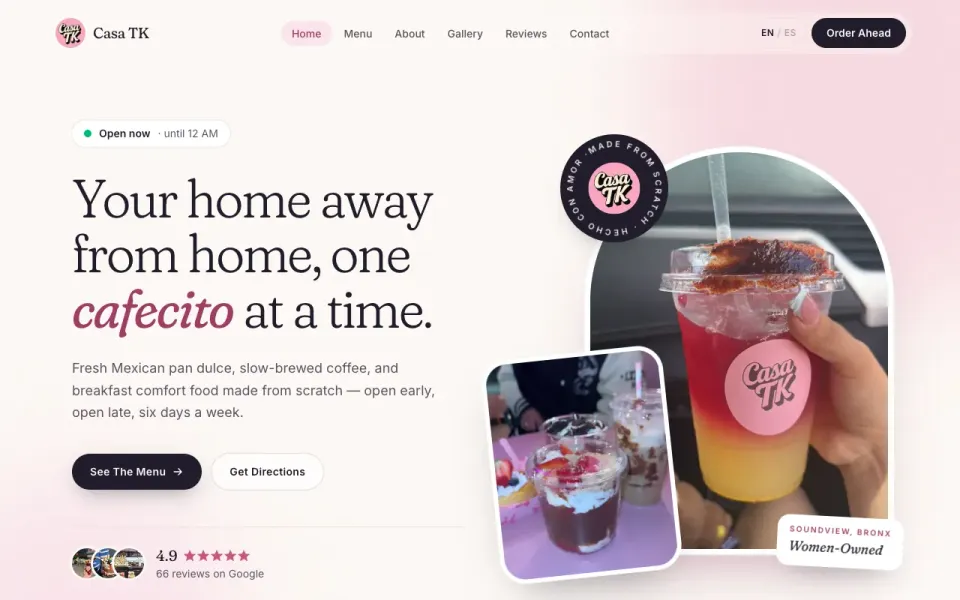 Casa TK
Casa TK
Home
Menu
About
Gallery
Reviews
Contact
EN / ES
Order Ahead
Open now · until 12 AM
Your home away
from home, one
cafecito at a time.
Fresh Mexican pan dulce, slow-brewed coffee, and
breakfast comfort food made from scratch — open early,
open late, six days a week.
See The Menu →
Get Directions
4.9 ★★★★★
66 reviews on Google
MADE FROM SCRATCH · HECHO CON AMOR ·
Casa
TK
Casa
TK
SOUNDVIEW, BRONX
Women-Owned